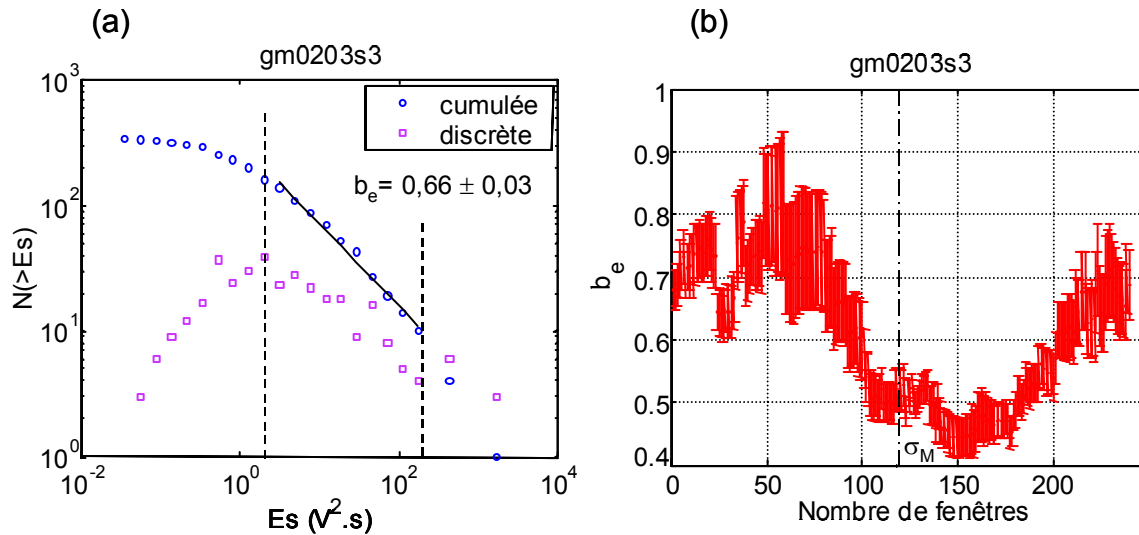 (a)
gm0203s3
10^3
10^2
10^1
10^0
N(>Es)
cumulée
discrète
b_e= 0,66 ± 0,03
10^-2
10^0
10^2
10^4
Es (V^2.s)
(b)
gm0203s3
1
0.9
0.8
0.7
0.6
0.5
0.4
b_e
σ_M
0
50
100
150
200
Nombre de fenêtres